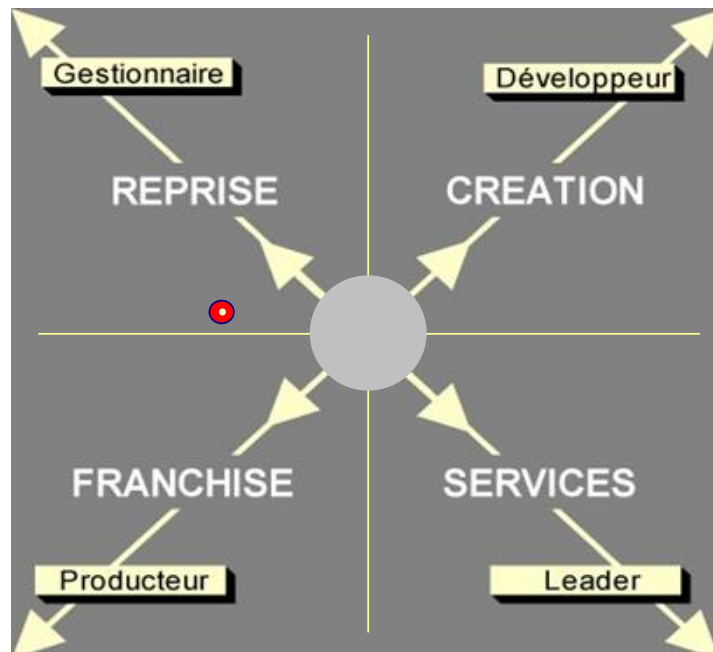 Gestionnaire
Développeur
REPRISE
CREATION
FRANCHISE
SERVICES
Producteur
Leader